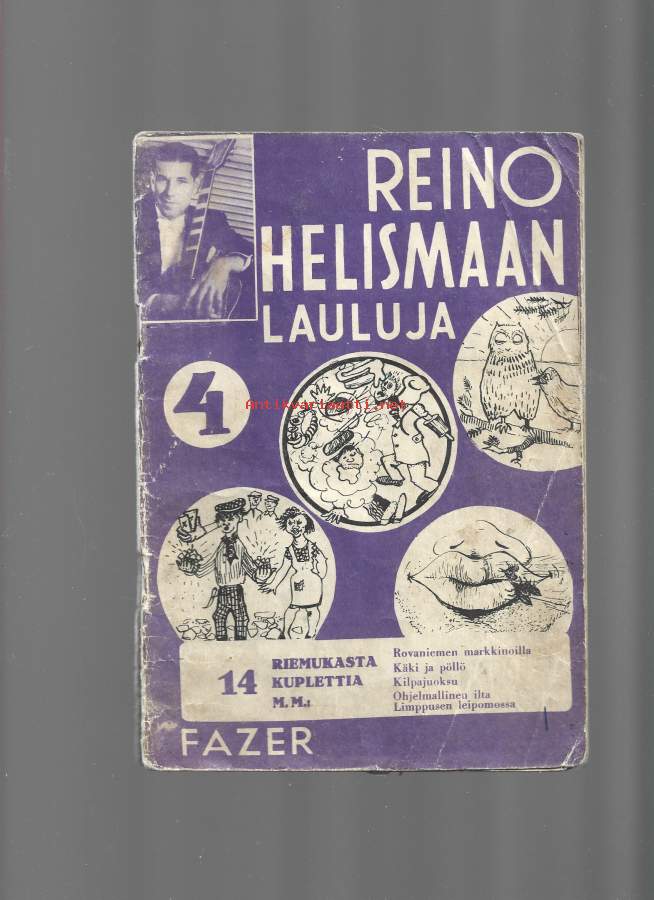 REINO
HELISMAAN
LAULUJA
4
Antikvariaatti.net
14 RIEMUKASTA
KUPLETTIA
M.M.:
Rovaniemen markkinoilla
Käki ja pöllö
Kilpajuoksu
Ohjelmallinen ilta
Limppusen leipomossa
FAZER